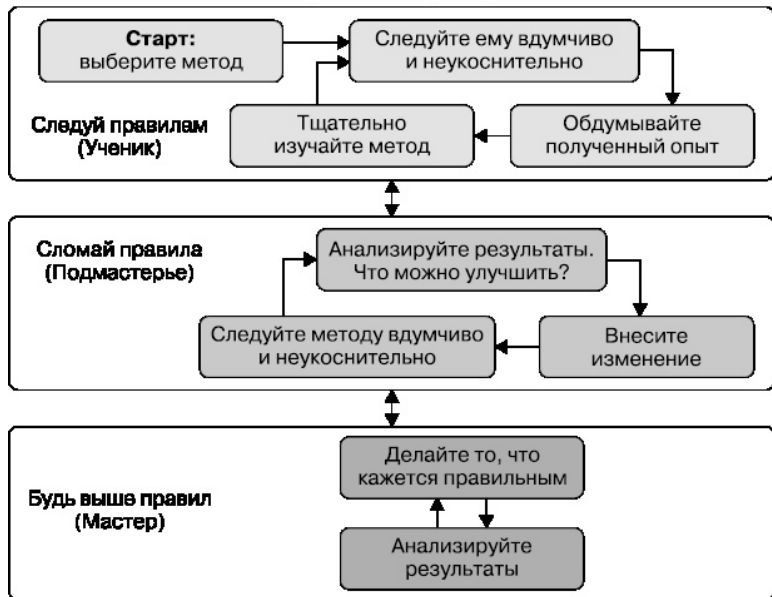 Старт:
выберите метод
Следуйте ему вдумчиво
и неукоснительно
Следуй правилам
(Ученик)
Тщательно
изучайте метод
Обдумывайте
полученный опыт
Сломай правила
(Подмастерье)
Анализируйте результаты.
Что можно улучшить?
Следуйте методу вдумчиво
и неукоснительно
Внесите
изменение
Будь выше правил
(Мастер)
Делайте то, что
кажется правильным
Анализируйте
результаты